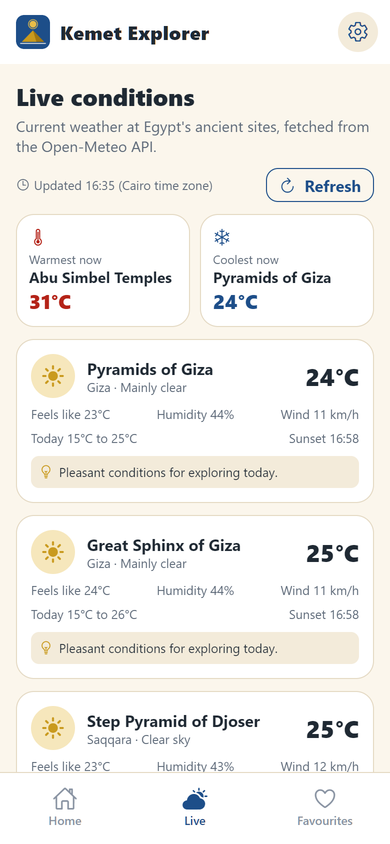 Kemet Explorer
Live conditions
Current weather at Egypt's ancient sites, fetched from
the Open-Meteo API.
Updated 16:35 (Cairo time zone)
Refresh
Warmest now
Abu Simbel Temples
31°C
Coolest now
Pyramids of Giza
24°C
Pyramids of Giza
Giza · Mainly clear
24°C
Feels like 23°C Humidity 44% Wind 11 km/h
Today 15°C to 25°C Sunset 16:58
Pleasant conditions for exploring today.
Great Sphinx of Giza
Giza · Mainly clear
25°C
Feels like 24°C Humidity 44% Wind 11 km/h
Today 15°C to 26°C Sunset 16:58
Pleasant conditions for exploring today.
Step Pyramid of Djoser
Saqqara · Clear sky
25°C
Feels like 23°C Humidity 43% Wind 12 km/h
Home Live Favourites